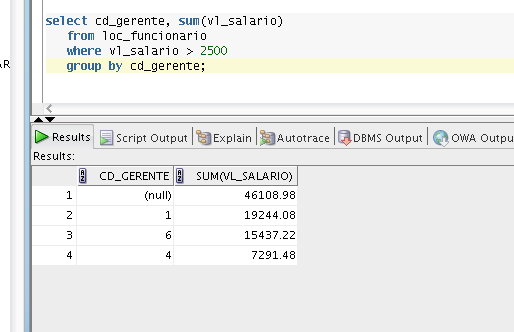 select cd_gerente, sum(vl_salario)
from loc_funcionario
where vl_salario > 2500
group by cd_gerente;
AR
Results Script Output Explain Autotrace DBMS Output OWA Outpu
Results:
CD_GERENTE SUM(VL_SALARIO)
1 (null) 46108.98
2 1 19244.08
3 6 15437.22
4 4 7291.48